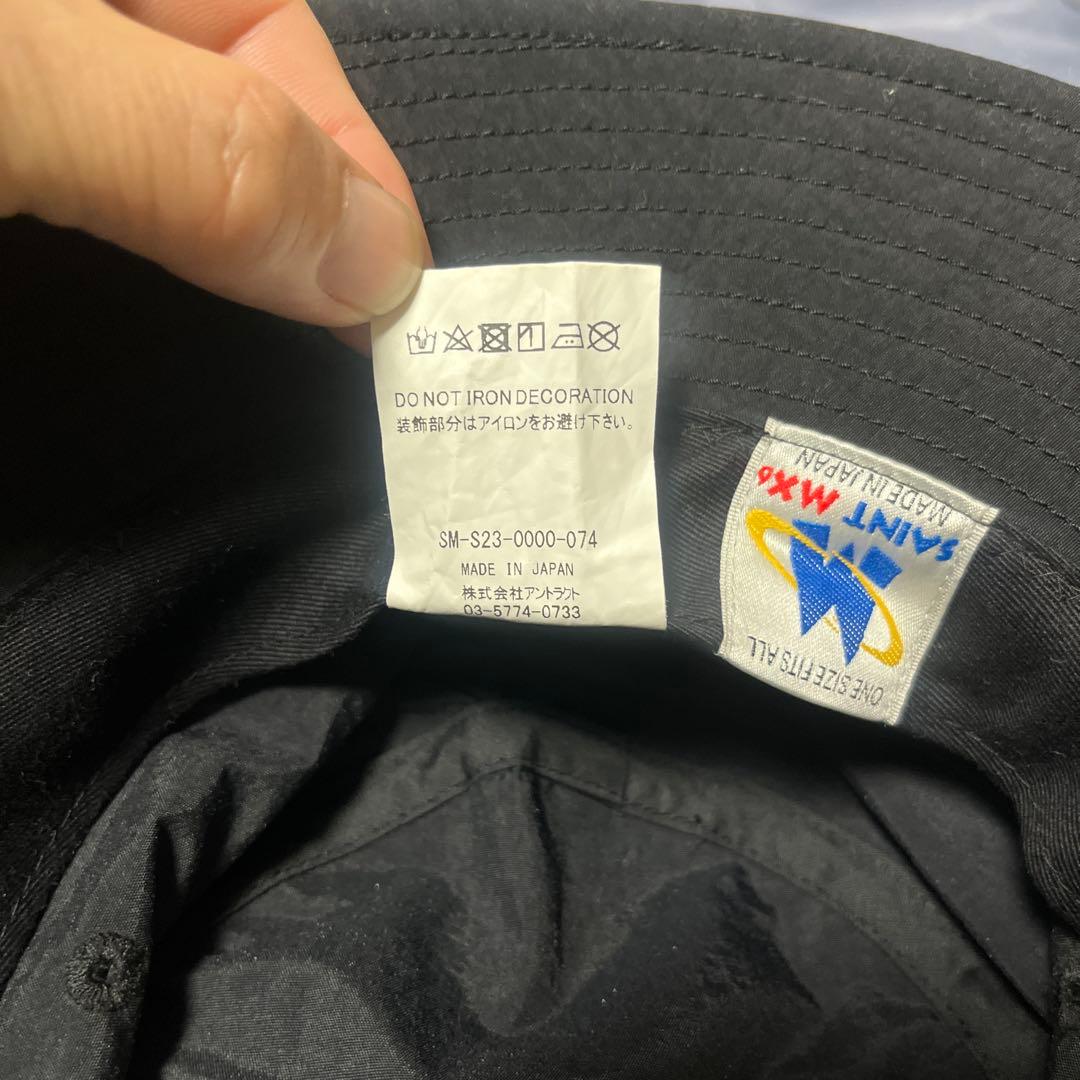 DO NOT IRON DECORATION
装飾部分はアイロンをお避け下さい。
SM-S23-0000-074
MADE IN JAPAN
株式会社アントラクト
03-5774-0733
ONE SIZE FITS ALL
SAINT MX6
MADE IN JAPAN